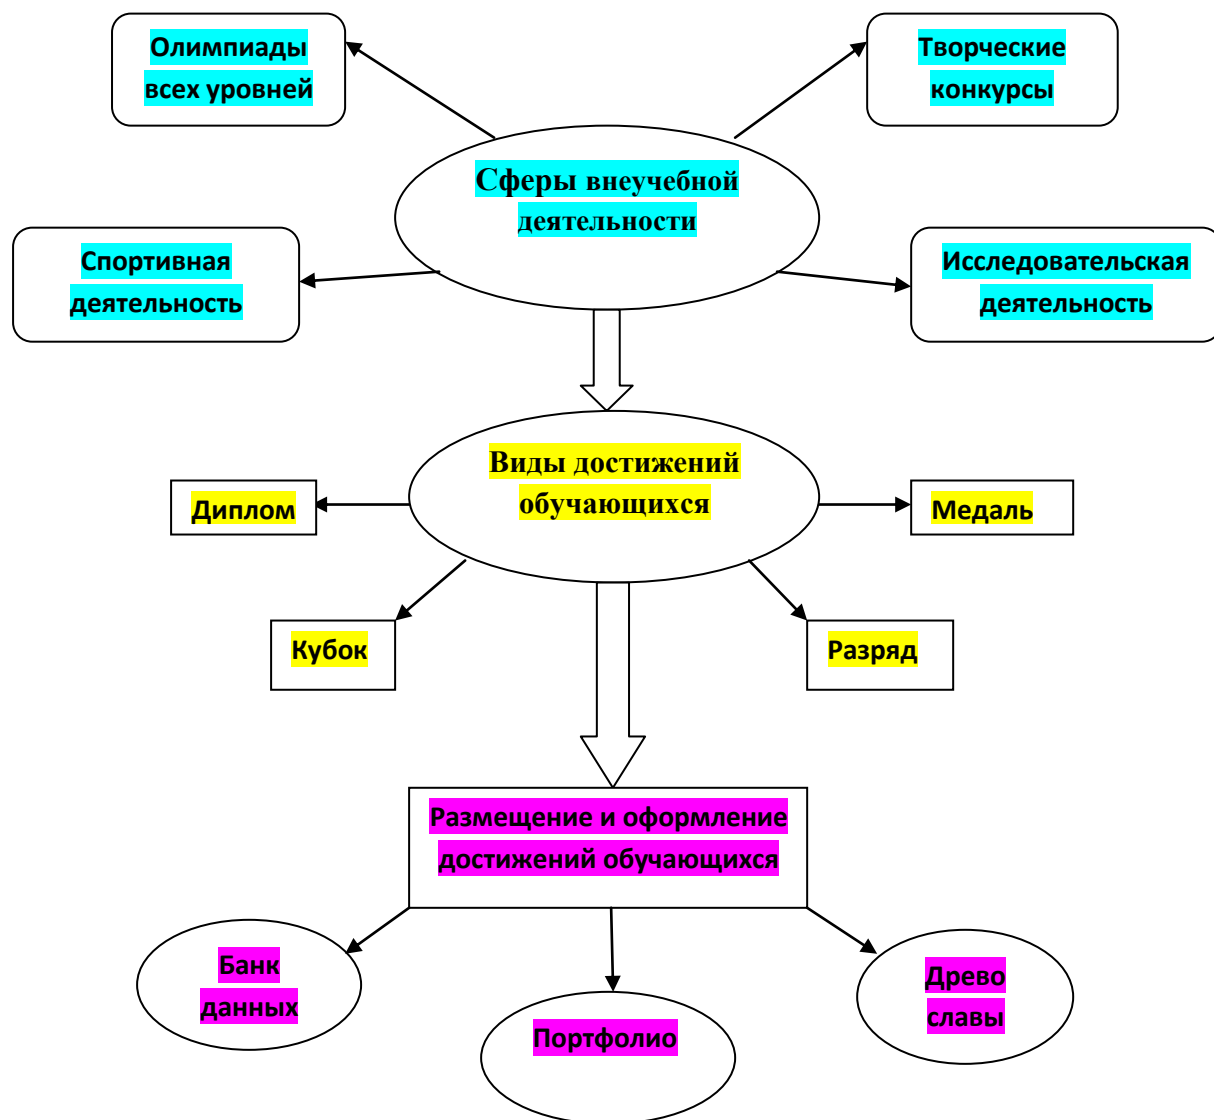 Олимпиады
всех уровней
Творческие
конкурсы
Сферы внеучебной
деятельности
Спортивная
деятельность
Исследовательская
деятельность
Виды достижений
обучающихся
Диплом
Медаль
Кубок
Разряд
Размещение и оформление
достижений обучающихся
Банк
данных
Портфолио
Древо
славы